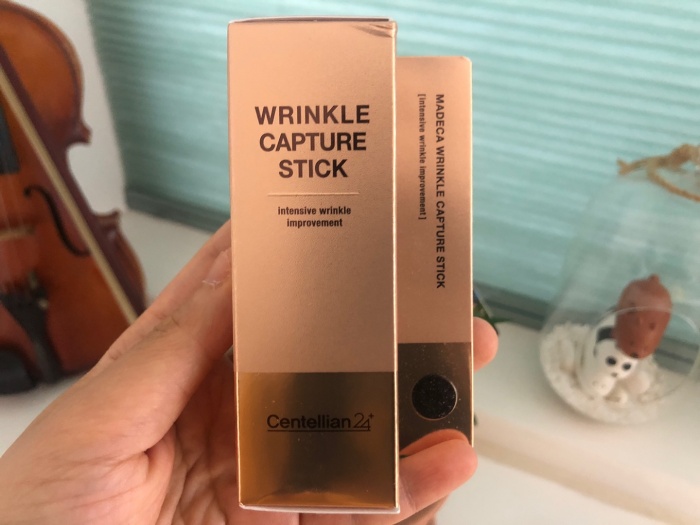 WRINKLE
CAPTURE
STICK
intensive wrinkle
improvement
Centellian24+
MADECA WRINKLE CAPTURE STICK
[intensive wrinkle improvement]